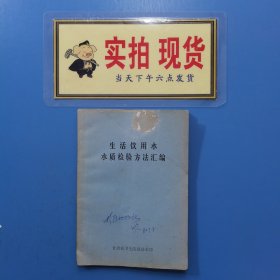 实拍 现货
当天下午六点发货
生活饮用水
水质检验方法汇编